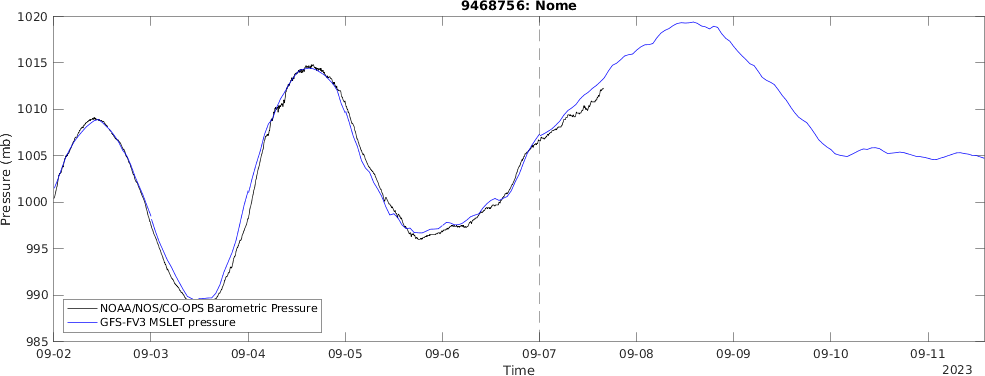 9468756: Nome
1020
1015
1010
1005
1000
995
990
985
Pressure (mb)
NOAA/NOS/CO-OPS Barometric Pressure
GFS-FV3 MSLET pressure
09-02 09-03 09-04 09-05 09-06 09-07 09-08 09-09 09-10 09-11
Time
2023